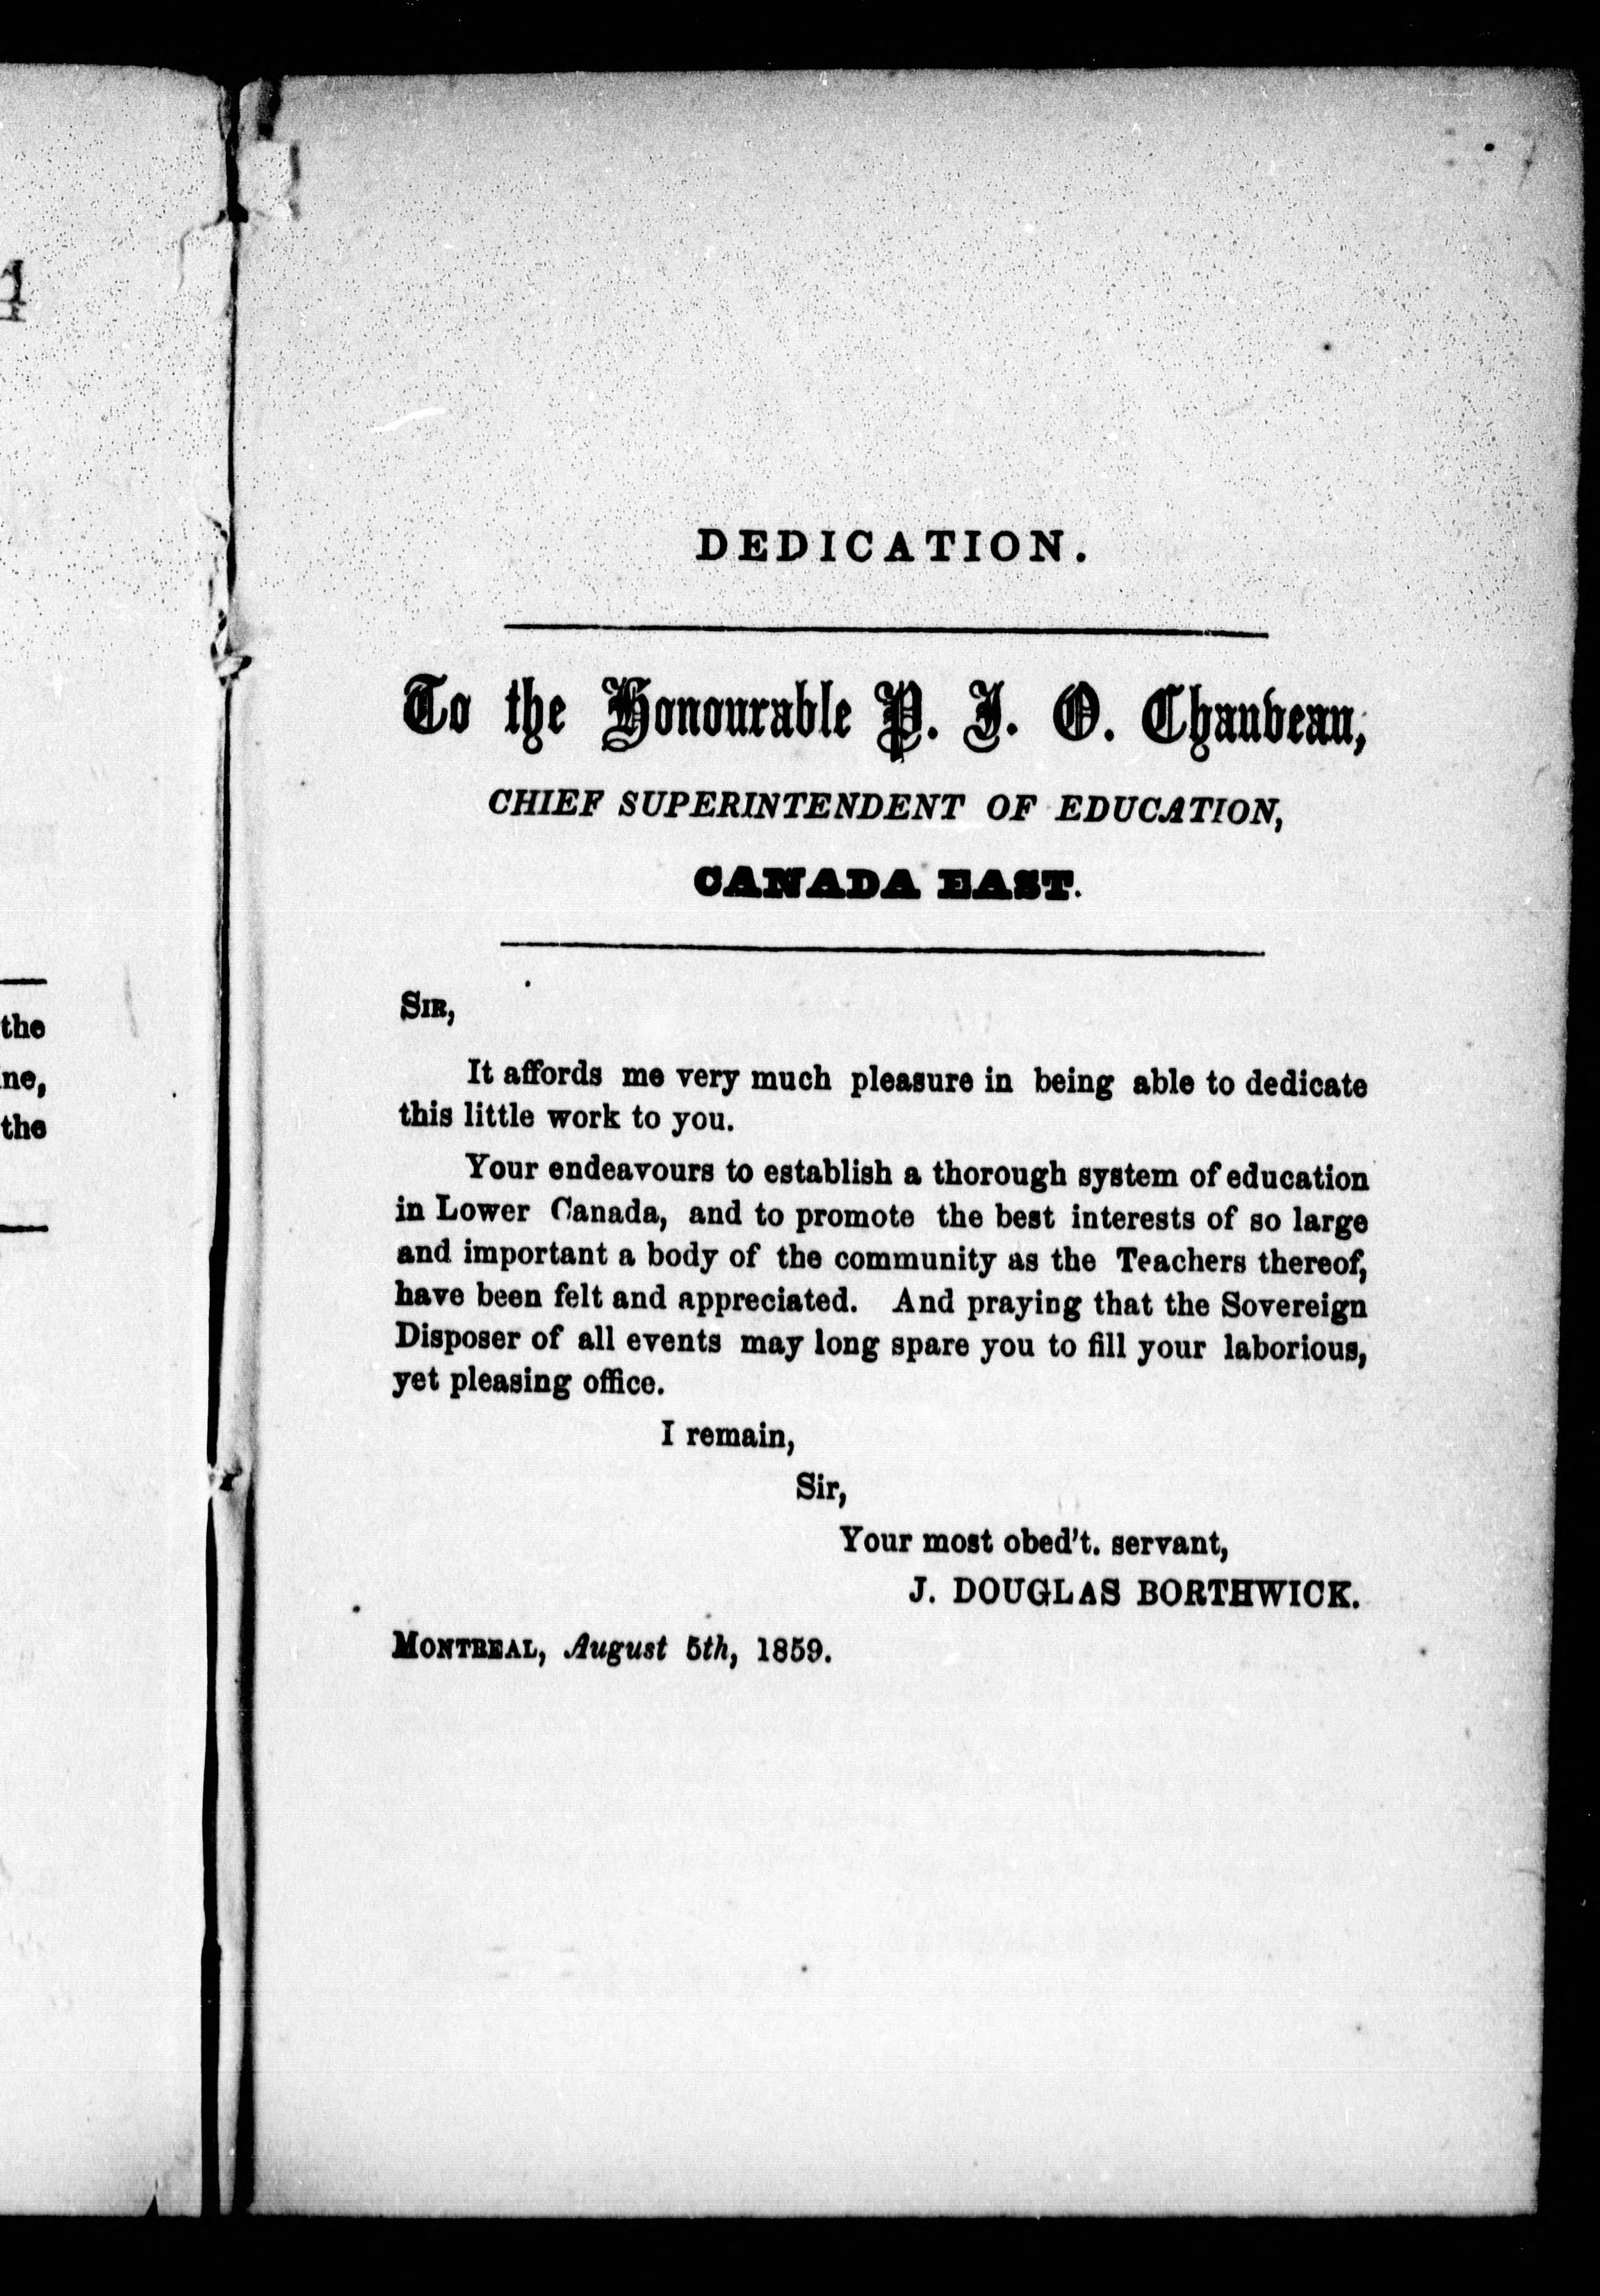 1
the
ne,
the
DEDICATION.
To the Honourable P. J. O. Chauveau,
CHIEF SUPERINTENDENT OF EDUCATION,
CANADA EAST.
SIR,
It affords me very much pleasure in being able to dedicate
this little work to you.
Your endeavours to establish a thorough system of education
in Lower Canada, and to promote the best interests of so large
and important a body of the community as the Teachers thereof,
have been felt and appreciated. And praying that the Sovereign
Disposer of all events may long spare you to fill your laborious,
yet pleasing office.
I remain,
Sir,
Your most obed't. servant,
J. DOUGLAS BORTHWICK.
MONTREAL, August 5th, 1859.